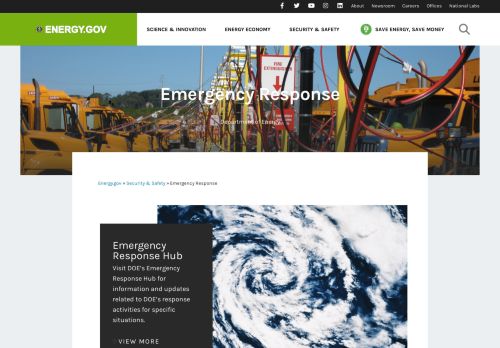 About Newsroom Careers Offices National Labs
ENERGY.GOV
SCIENCE & INNOVATION ENERGY ECONOMY SECURITY & SAFETY SAVE ENERGY, SAVE MONEY
FIRE
EXTINGUISHER
Emergency Response
Department of Energy
Energy.gov » Security & Safety » Emergency Response
Emergency
Response Hub
Visit DOE's Emergency
Response Hub for
information and updates
related to DOE's response
activities for specific
situations.
VIEW MORE